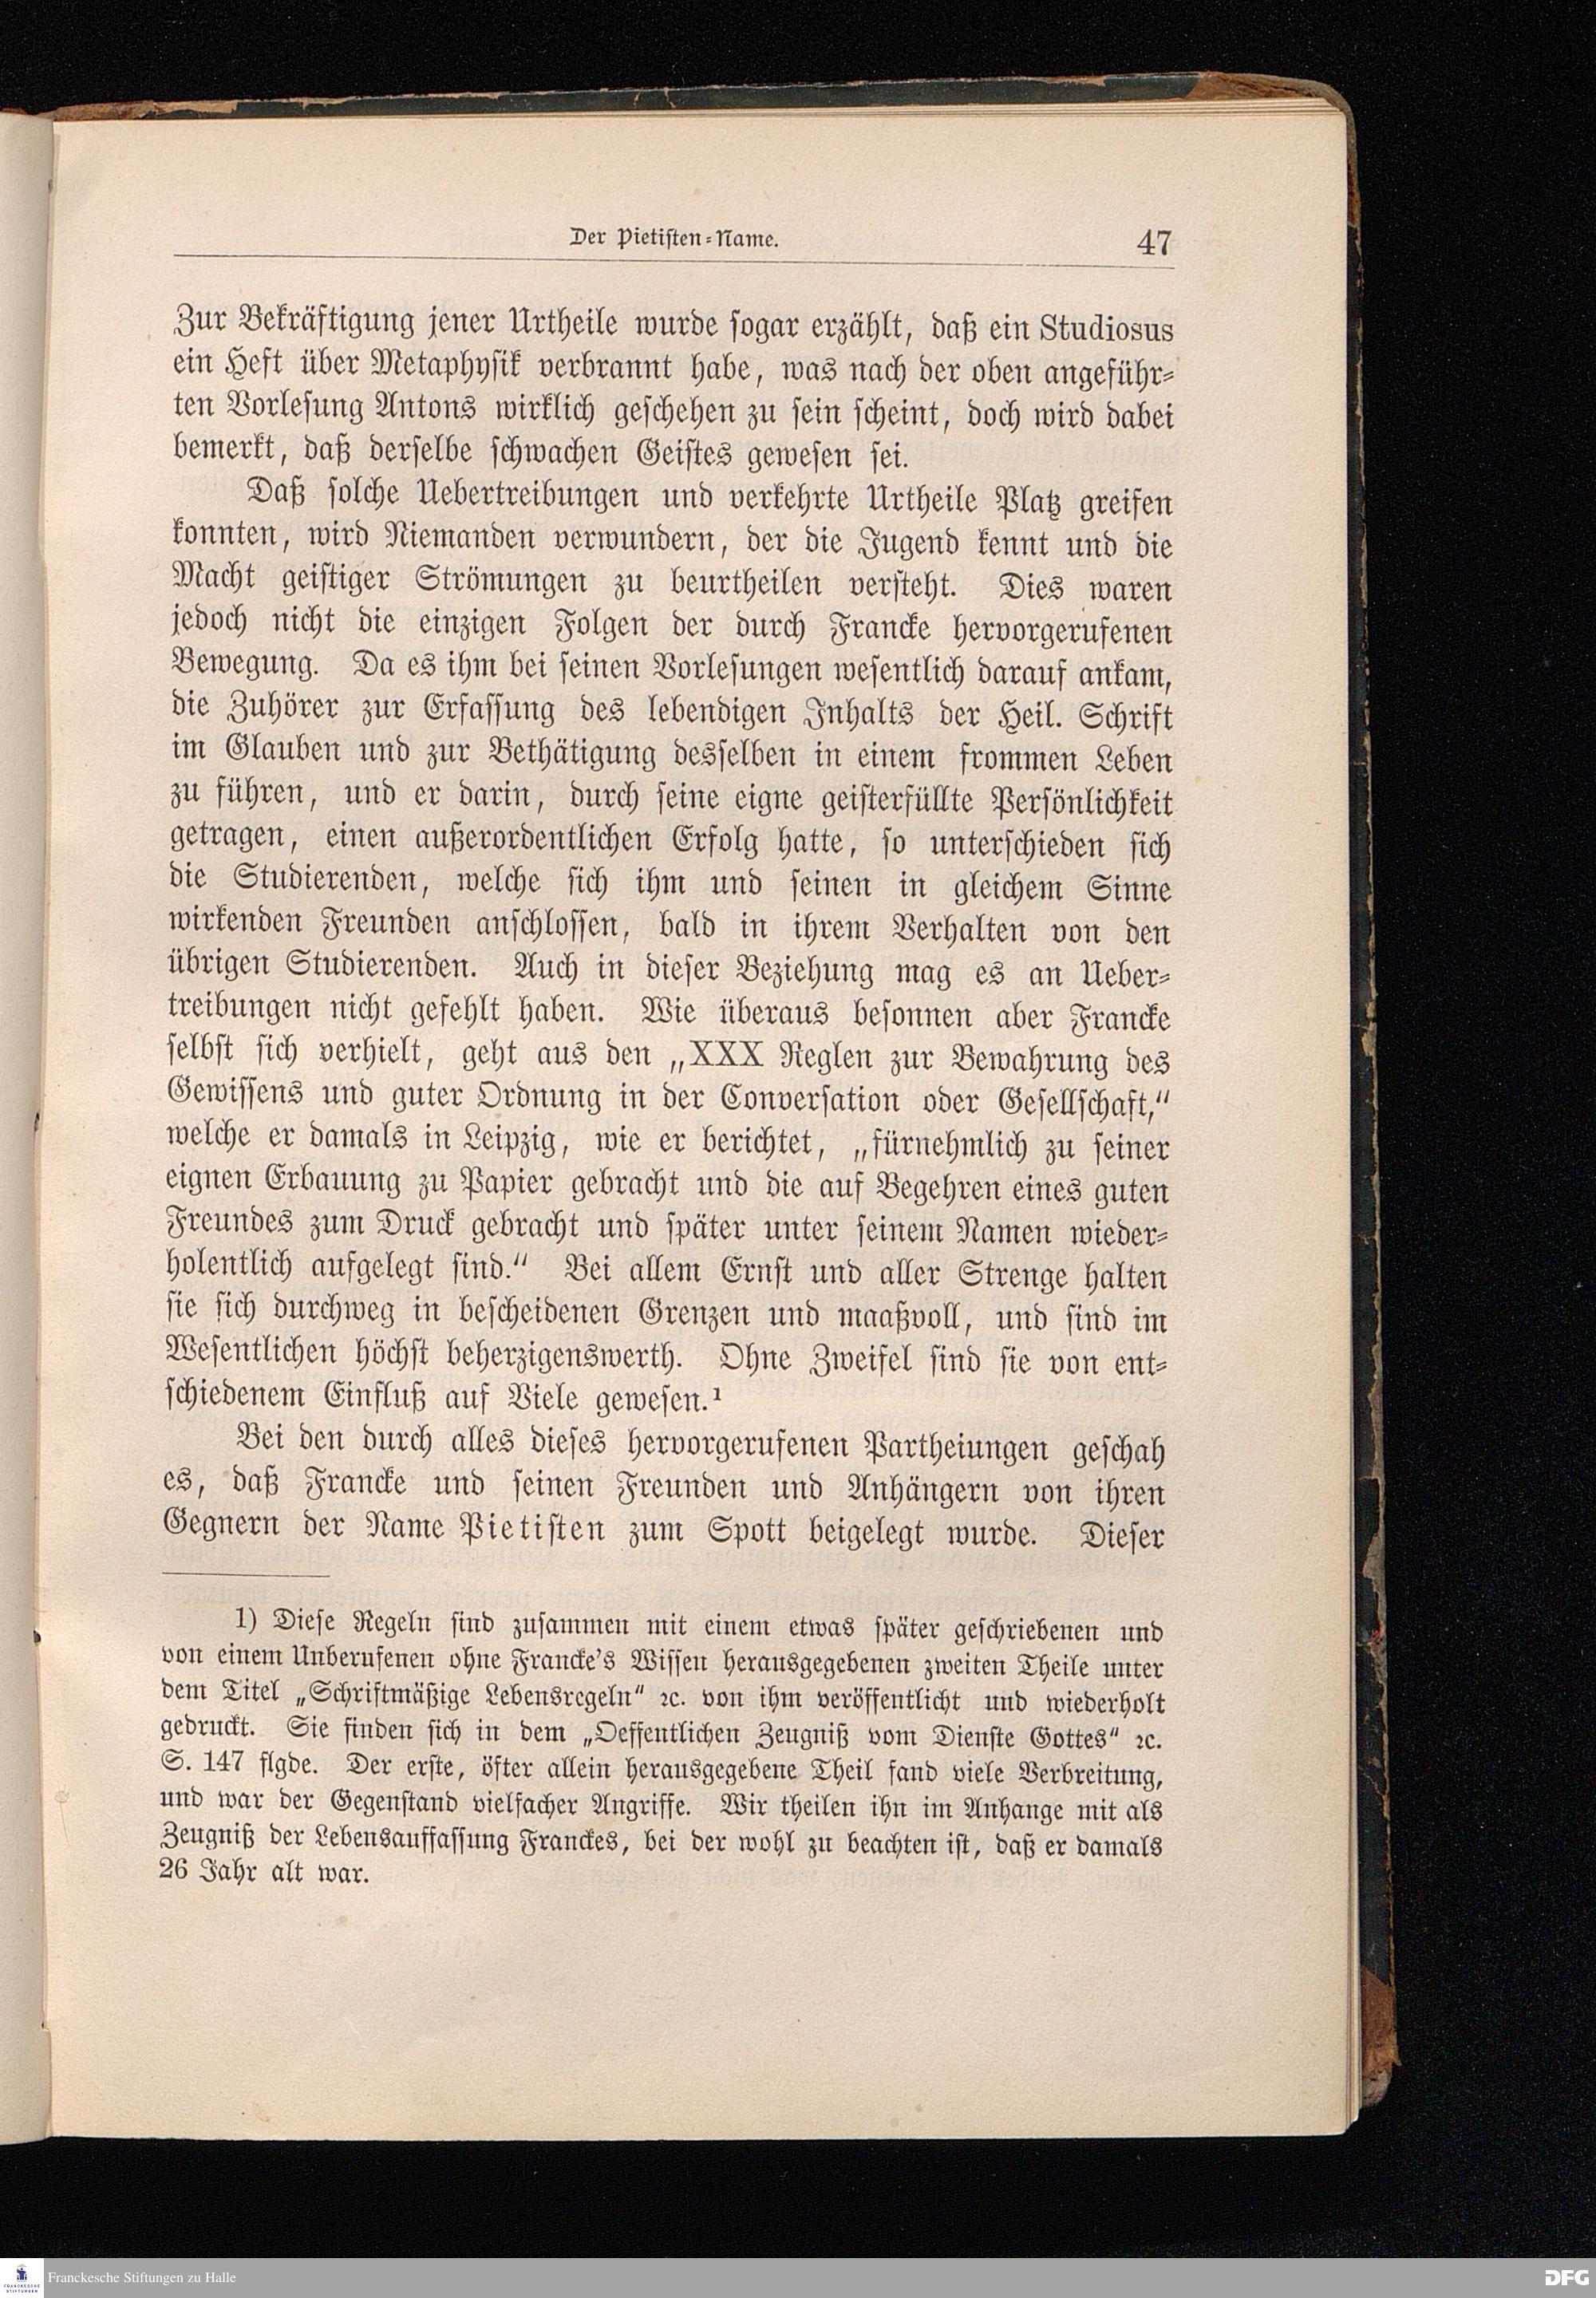 Der Pietisten-Name.
47
Zur Bekräftigung jener Urtheile wurde sogar erzählt, daß ein Studiosus
ein Heft über Metaphysik verbrannt habe, was nach der oben angeführ-
ten Vorlesung Antons wirklich geschehen zu sein scheint, doch wird dabei
bemerkt, daß derselbe schwachen Geistes gewesen sei.
Daß solche Uebertreibungen und verkehrte Urtheile Platz greifen
konnten, wird Niemanden verwundern, der die Jugend kennt und die
Macht geistiger Strömungen zu beurtheilen versteht. Dies waren
jedoch nicht die einzigen Folgen der durch Francke hervorgerufenen
Bewegung. Da es ihm bei seinen Vorlesungen wesentlich darauf ankam,
die Zuhörer zur Erfassung des lebendigen Inhalts der Heil. Schrift
im Glauben und zur Bethätigung desselben in einem frommen Leben
zu führen, und er darin, durch seine eigne geisterfüllte Persönlichkeit
getragen, einen außerordentlichen Erfolg hatte, so unterschieden sich
die Studierenden, welche sich ihm und seinen in gleichem Sinne
wirkenden Freunden anschlossen, bald in ihrem Verhalten von den
übrigen Studierenden. Auch in dieser Beziehung mag es an Ueber-
treibungen nicht gefehlt haben. Wie überaus besonnen aber Francke
selbst sich verhielt, geht aus den „XXX Reglen zur Bewahrung des
Gewissens und guter Ordnung in der Conversation oder Gesellschaft,“
welche er damals in Leipzig, wie er berichtet, „fürnehmlich zu seiner
eignen Erbauung zu Papier gebracht und die auf Begehren eines guten
Freundes zum Druck gebracht und später unter seinem Namen wieder-
holentlich aufgelegt sind.“ Bei allem Ernst und aller Strenge halten
sie sich durchweg in bescheidenen Grenzen und maaßvoll, und sind im
Wesentlichen höchst beherzigenswerth. Ohne Zweifel sind sie von ent-
schiedenem Einfluß auf Viele gewesen.¹
Bei den durch alles dieses hervorgerufenen Partheiungen geschah
es, daß Francke und seinen Freunden und Anhängern von ihren
Gegnern der Name Pietisten zum Spott beigelegt wurde. Dieser
1) Diese Regeln sind zusammen mit einem etwas später geschriebenen und
von einem Unberufenen ohne Francke's Wissen herausgegebenen zweiten Theile unter
dem Titel „Schriftmäßige Lebensregeln“ ꝛc. von ihm veröffentlicht und wiederholt
gedruckt. Sie finden sich in dem „Oeffentlichen Zeugniß vom Dienste Gottes“ ꝛc.
S. 147 flgde. Der erste, öfter allein herausgegebene Theil fand viele Verbreitung,
und war der Gegenstand vielfacher Angriffe. Wir theilen ihn im Anhange mit als
Zeugniß der Lebensauffassung Franckes, bei der wohl zu beachten ist, daß er damals
26 Jahr alt war.
FRANCKESCHE
STIFTUNGEN
Franckesche Stiftungen zu Halle
DFG